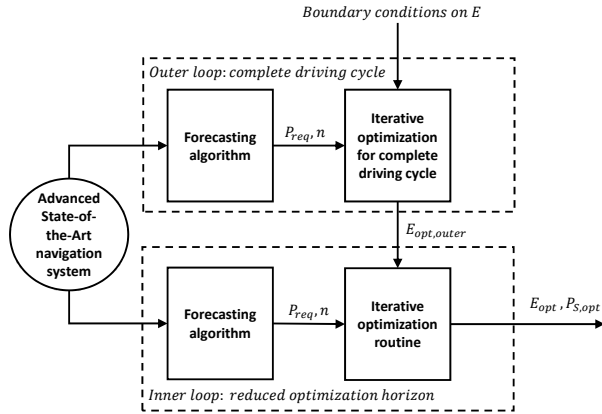 Boundary conditions on E
Outer loop: complete driving cycle
Forecasting
algorithm
P_req, n
Iterative
optimization
for complete
driving cycle
Advanced
State-of-
the-Art
navigation
system
E_opt,outer
Forecasting
algorithm
P_req, n
Iterative
optimization
routine
E_opt , P_S,opt
Inner loop: reduced optimization horizon